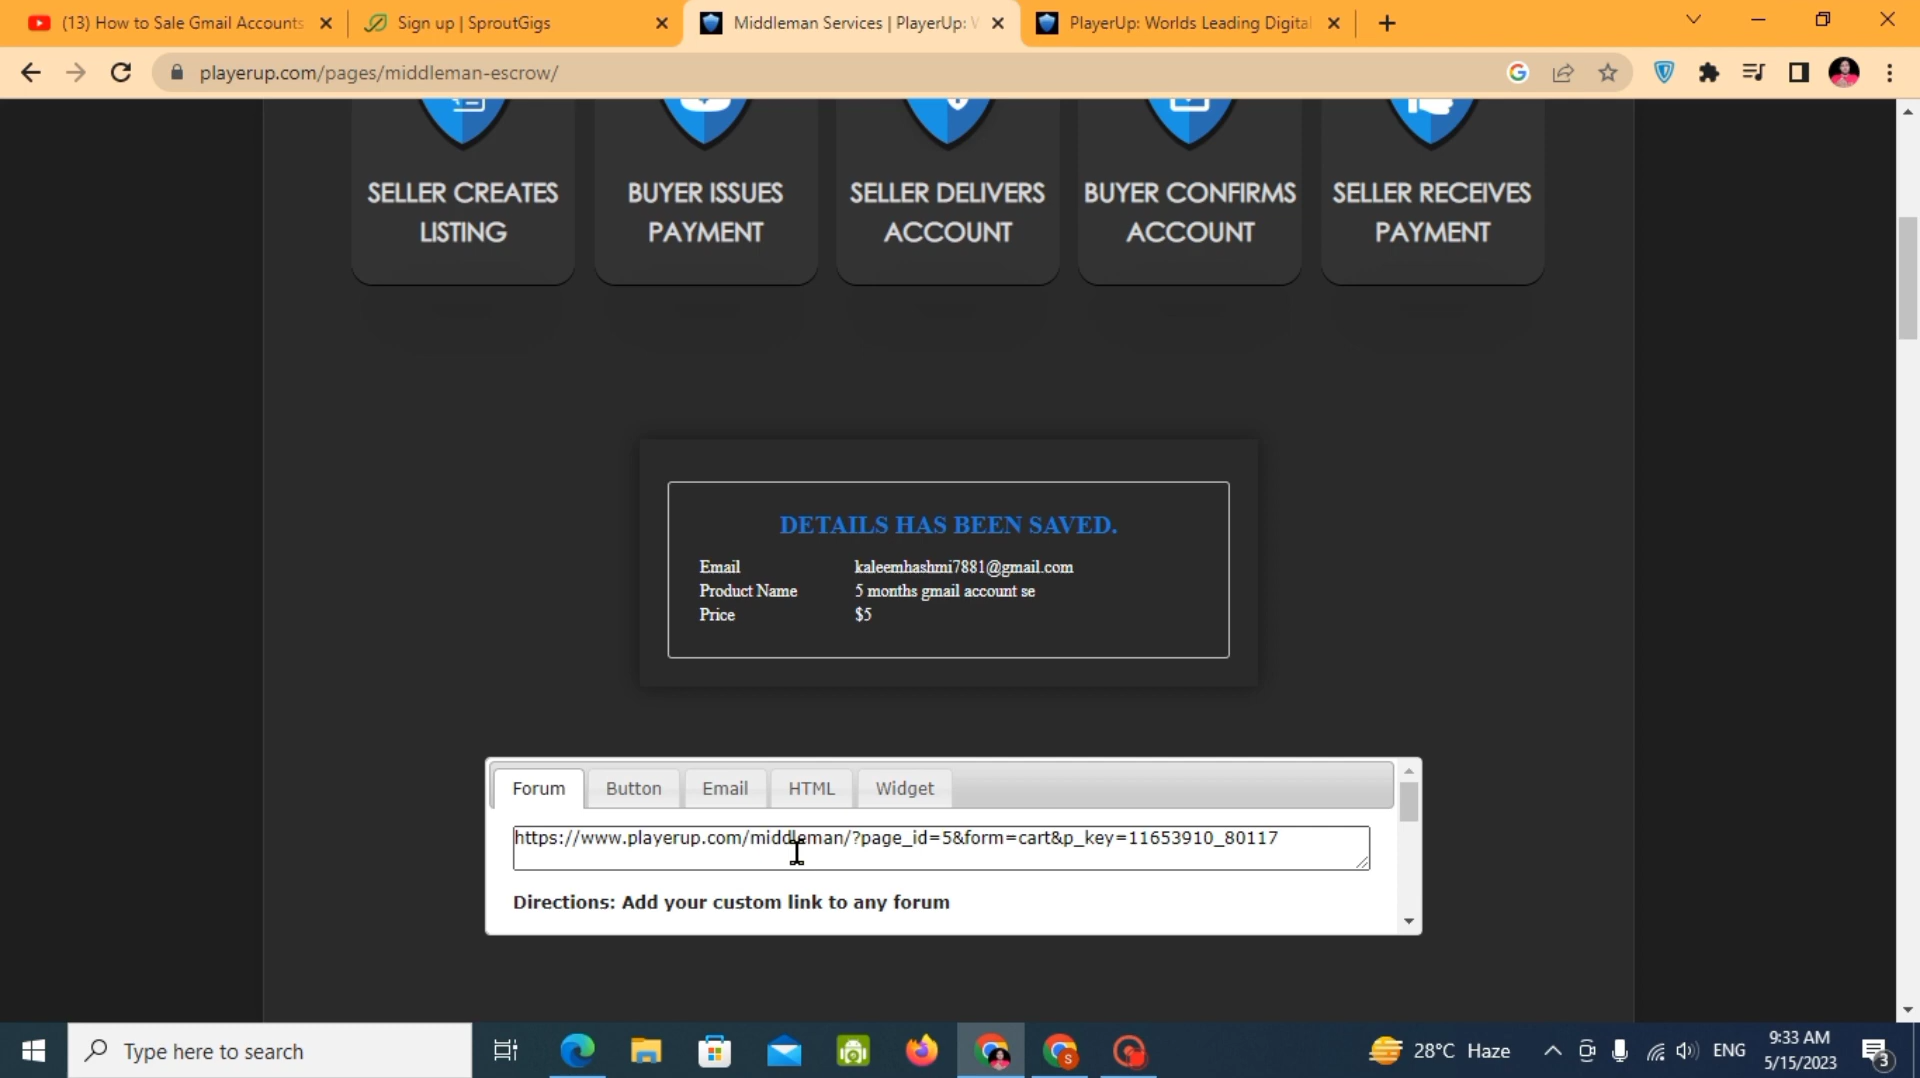 (13) How to Sale Gmail Accounts
Sign up | SproutGigs
Middleman Services | PlayerUp: W
PlayerUp: Worlds Leading Digital
playerup.com/pages/middleman-escrow/
SELLER CREATES
LISTING
BUYER ISSUES
PAYMENT
SELLER DELIVERS
ACCOUNT
BUYER CONFIRMS
ACCOUNT
SELLER RECEIVES
PAYMENT
DETAILS HAS BEEN SAVED.
Email kaleemhashmi7881@gmail.com
Product Name 5 months gmail account se
Price $5
Forum Button Email HTML Widget
https://www.playerup.com/middleman/?page_id=5&form=cart&p_key=11653910_80117
Directions: Add your custom link to any forum
Type here to search
S
28°C Haze
ENG
9:33 AM
5/15/2023
3